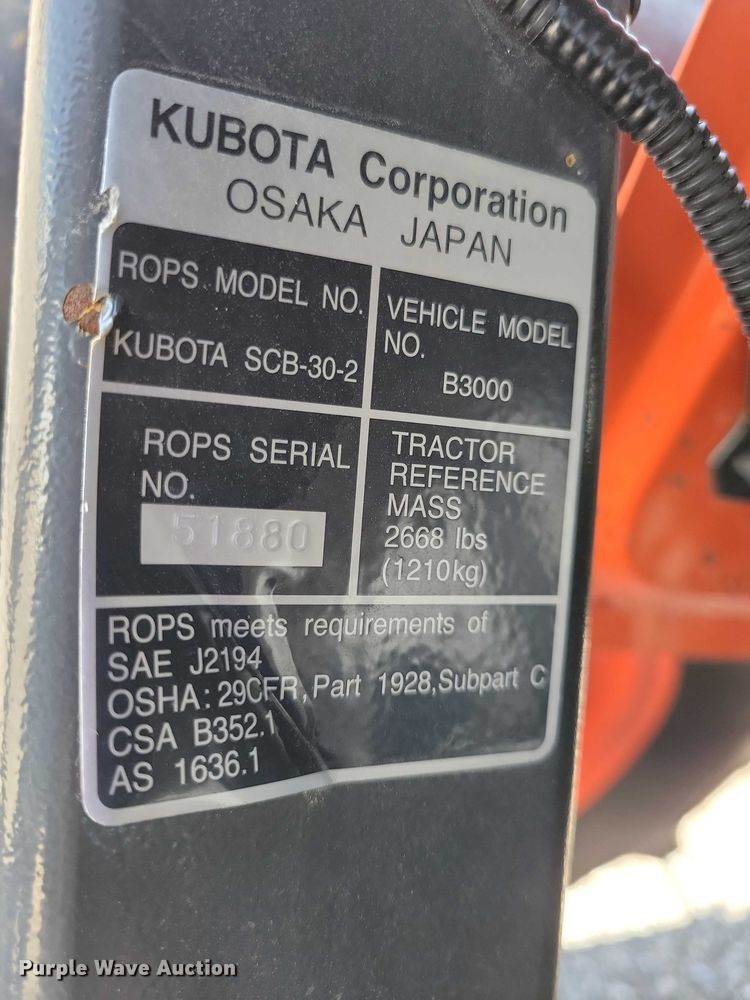 KUBOTA Corporation
OSAKA JAPAN
ROPS MODEL NO.
KUBOTA SCB-30-2
VEHICLE MODEL
NO.
B3000
ROPS SERIAL
NO.
51880
TRACTOR
REFERENCE
MASS
2668 lbs
(1210kg)
ROPS meets requirements of
SAE J2194
OSHA:29CFR,Part 1928,Subpart C
CSA B352.1
AS 1636.1
Purple Wave Auction